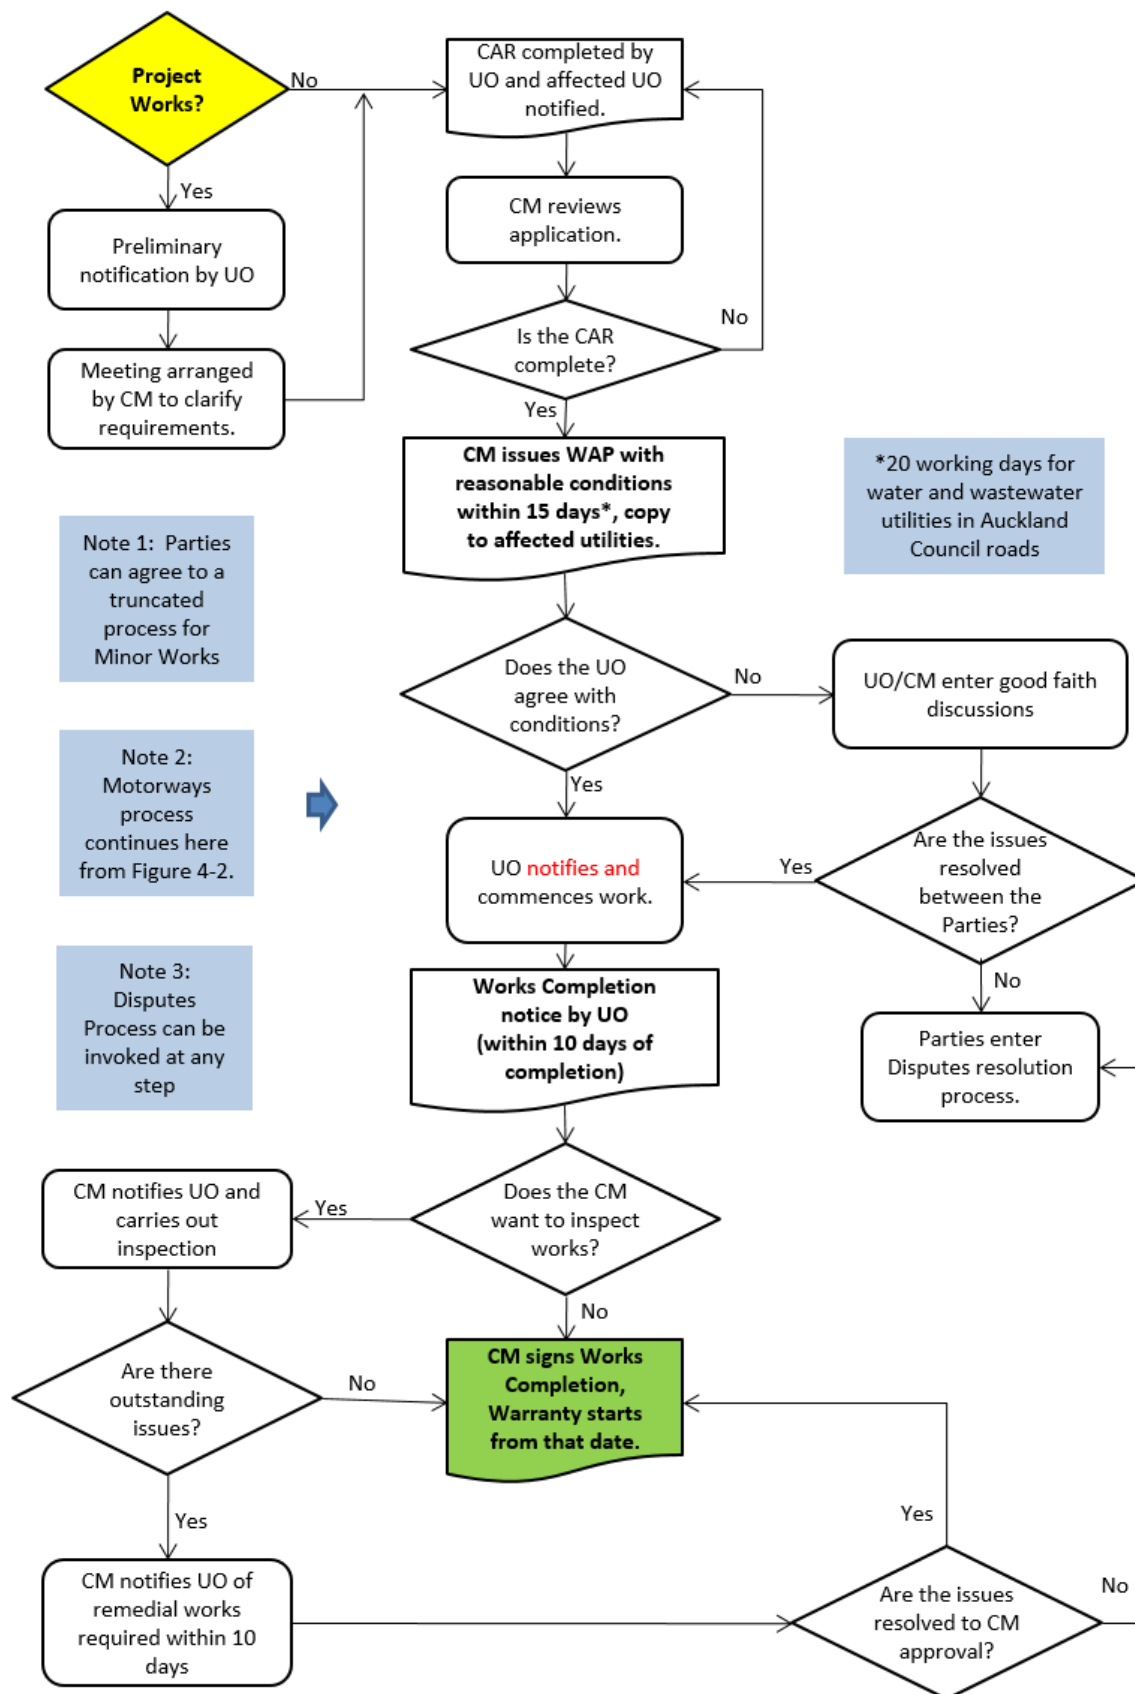 Project
Works?
No
CAR completed by
UO and affected UO
notified.
Yes
Preliminary
notification by UO
CM reviews
application.
Meeting arranged
by CM to clarify
requirements.
Is the CAR
complete?
No
Yes
CM issues WAP with
reasonable conditions
within 15 days*, copy
to affected utilities.
*20 working days for
water and wastewater
utilities in Auckland
Council roads
Note 1: Parties
can agree to a
truncated
process for
Minor Works
Does the UO
agree with
conditions?
No
UO/CM enter good faith
discussions
Yes
Note 2:
Motorways
process
continues here
from Figure 4-2.
UO notifies and
commences work.
Yes
Are the issues
resolved
between the
Parties?
No
Note 3:
Disputes
Process can be
invoked at any
step
Works Completion
notice by UO
(within 10 days of
completion)
Parties enter
Disputes resolution
process.
CM notifies UO and
carries out
inspection
Yes
Does the CM
want to inspect
works?
No
Are there
outstanding
issues?
No
CM signs Works
Completion,
Warranty starts
from that date.
Yes
Yes
CM notifies UO of
remedial works
required within 10
days
Are the issues
resolved to CM
approval?
No